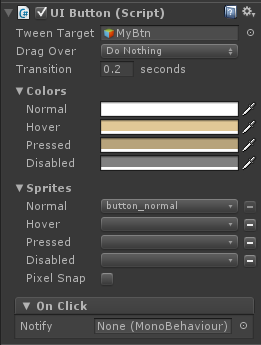 UI Button (Script)
Tween Target MyBtn
Drag Over Do Nothing
Transition 0.2 seconds
Colors
Normal
Hover
Pressed
Disabled
Sprites
Normal button_normal
Hover
Pressed
Disabled
Pixel Snap
On Click
Notify None (MonoBehaviour)